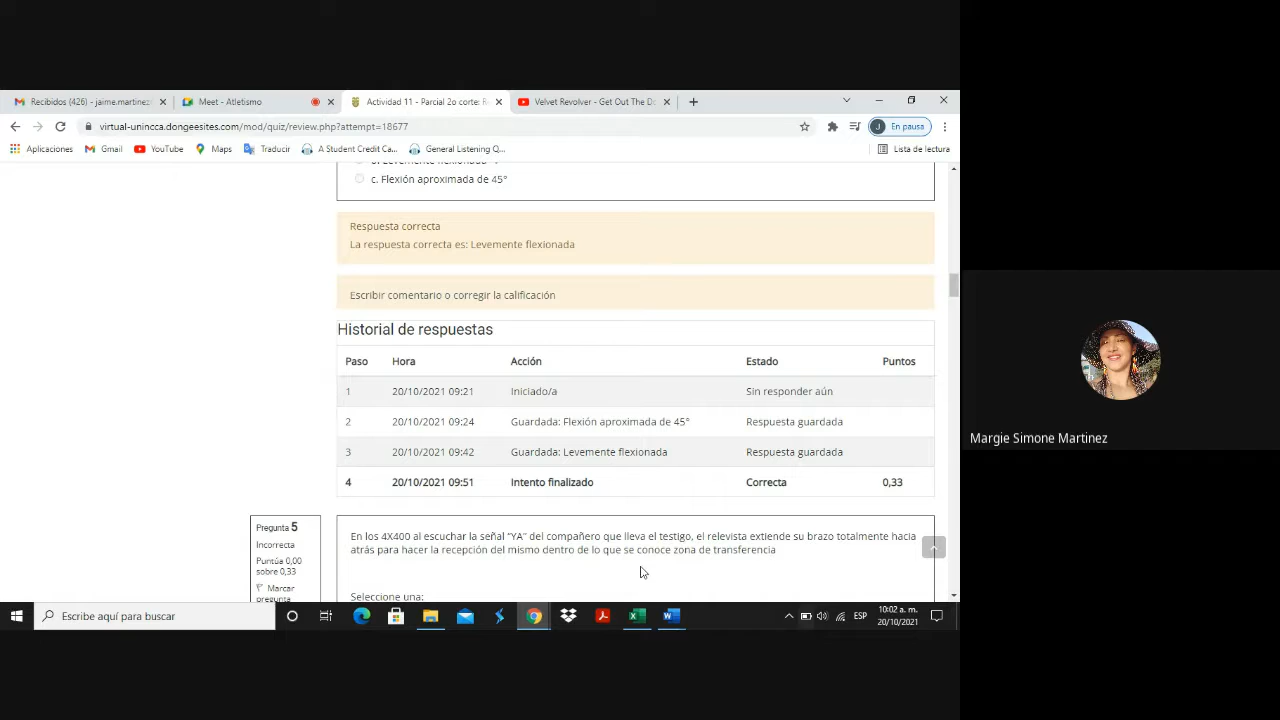 Recibidos (426) - jaime.martinez
Meet - Atletismo
Actividad 11 - Parcial 2o corte: R
Velvet Revolver - Get Out The Do
virtual-unincca.dongeesites.com/mod/quiz/review.php?attempt=18677
J En pausa
Aplicaciones
Gmail
YouTube
Maps
Traducir
A Student Credit Ca...
General Listening Q...
Lista de lectura
c. Flexión aproximada de 45°
Respuesta correcta
La respuesta correcta es: Levemente flexionada
Escribir comentario o corregir la calificación
Historial de respuestas
Paso Hora Acción Estado Puntos
1 20/10/2021 09:21 Iniciado/a Sin responder aún
2 20/10/2021 09:24 Guardada: Flexión aproximada de 45° Respuesta guardada
3 20/10/2021 09:42 Guardada: Levemente flexionada Respuesta guardada
4 20/10/2021 09:51 Intento finalizado Correcta 0,33
Pregunta 5
Incorrecta
Puntúa 0,00
sobre 0,33
Marcar
pregunta
En los 4X400 al escuchar la señal "YA" del compañero que lleva el testigo, el relevista extiende su brazo totalmente hacia
atrás para hacer la recepción del mismo dentro de lo que se conoce zona de transferencia
Seleccione una:
Margie Simone Martinez
Escribe aquí para buscar
ESP
10:02 a. m.
20/10/2021